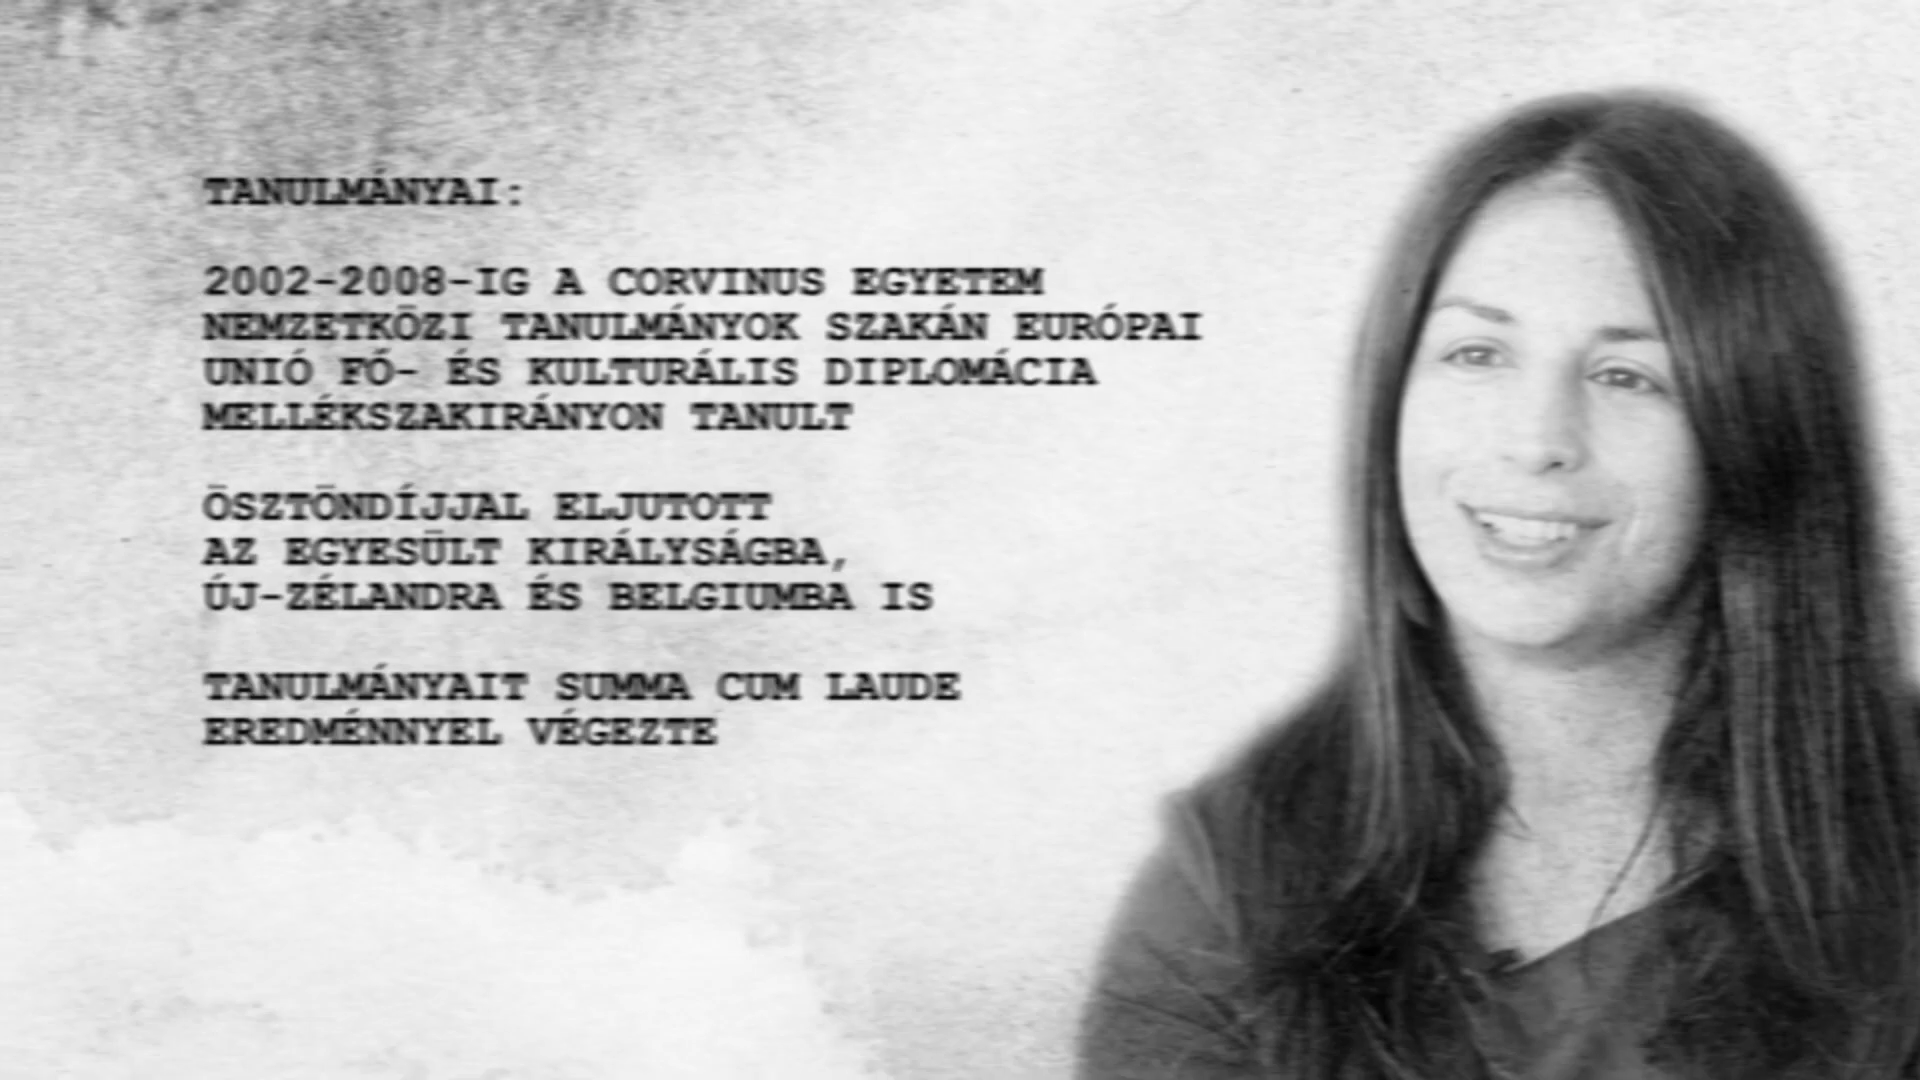 TANULMÁNYAI:
2002-2008-IG A CORVINUS EGYETEM
NEMZETKÖZI TANULMÁNYOK SZAKÁN EURÓPAI
UNIÓ FŐ- ÉS KULTURÁLIS DIPLOMÁCIA
MELLÉKSZAKIRÁNYON TANULT
ÖSZTÖNDÍJJAL ELJUTOTT
AZ EGYESÜLT KIRÁLYSÁGBA,
ÚJ-ZÉLANDRA ÉS BELGIUMBA IS
TANULMÁNYAIT SUMMA CUM LAUDE
EREDMÉNNYEL VÉGEZTE